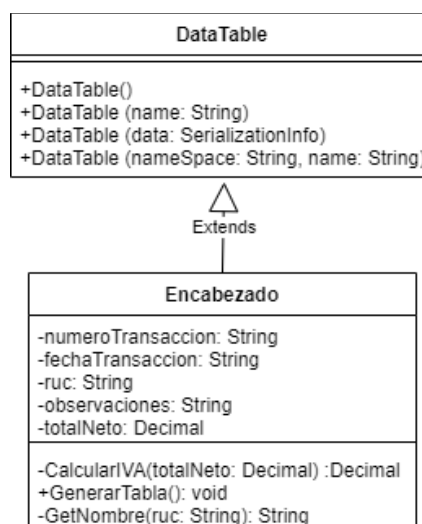 DataTable
+DataTable()
+DataTable (name: String)
+DataTable (data: SerializationInfo)
+DataTable (nameSpace: String, name: String)
Extends
Encabezado
-numeroTransaccion: String
-fechaTransaccion: String
-ruc: String
-observaciones: String
-totalNeto: Decimal
-CalcularIVA(totalNeto: Decimal) :Decimal
+GenerarTabla(): void
-GetNombre(ruc: String): String